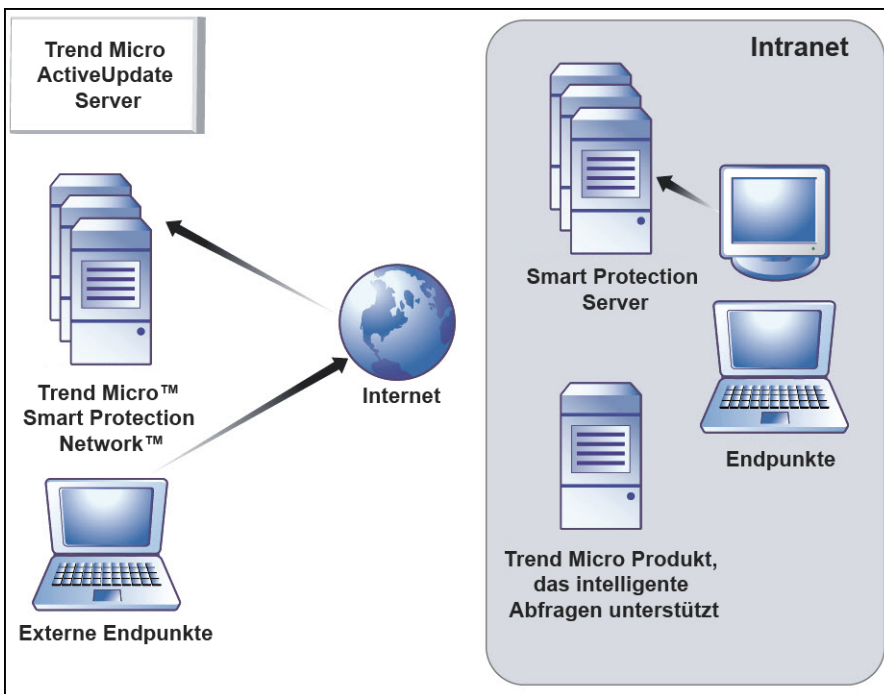 Trend Micro
ActiveUpdate
Server
Intranet
Smart Protection
Server
Trend Micro™
Smart Protection
Network™
Internet
Endpunkte
Trend Micro Produkt,
das intelligente
Abfragen unterstützt
Externe Endpunkte